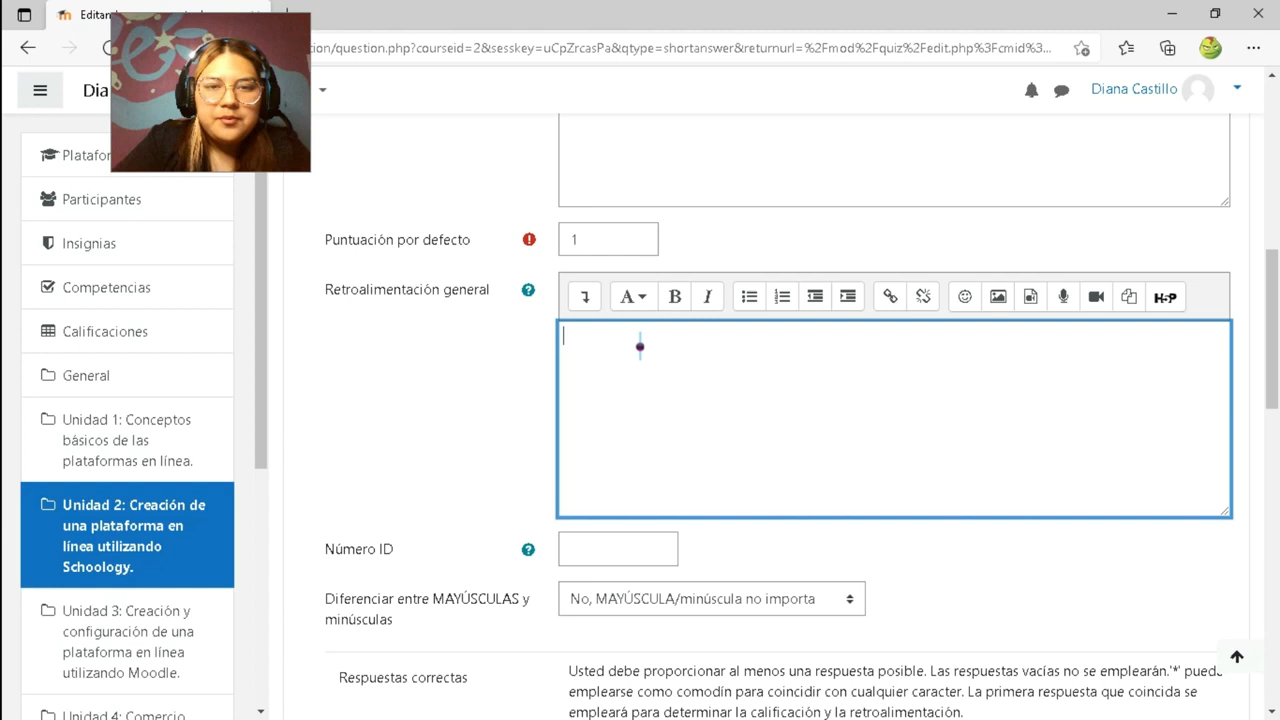 Editan
ion/question.php?courseid=2&sesskey=uCpZrcasPa&qtype=shortanswer&returnurl=%2Fmod%2Fquiz%2Fedit.php%3Fcmid%3...
Dia
Diana Castillo
Platafor
Participantes
Insignias
Competencias
Calificaciones
General
Unidad 1: Conceptos
básicos de las
plataformas en línea.
Unidad 2: Creación de
una plataforma en
línea utilizando
Schoology.
Unidad 3: Creación y
configuración de una
plataforma en línea
utilizando Moodle.
Unidad 4: Comercio
Puntuación por defecto
1
Retroalimentación general
A
B
I
H-P
Número ID
Diferenciar entre MAYÚSCULAS y
minúsculas
No, MAYÚSCULA/minúscula no importa
Respuestas correctas
Usted debe proporcionar al menos una respuesta posible. Las respuestas vacías no se emplearán.'*' pued
emplearse como comodín para coincidir con cualquier caracter. La primera respuesta que coincida se
empleará para determinar la calificación y la retroalimentación.